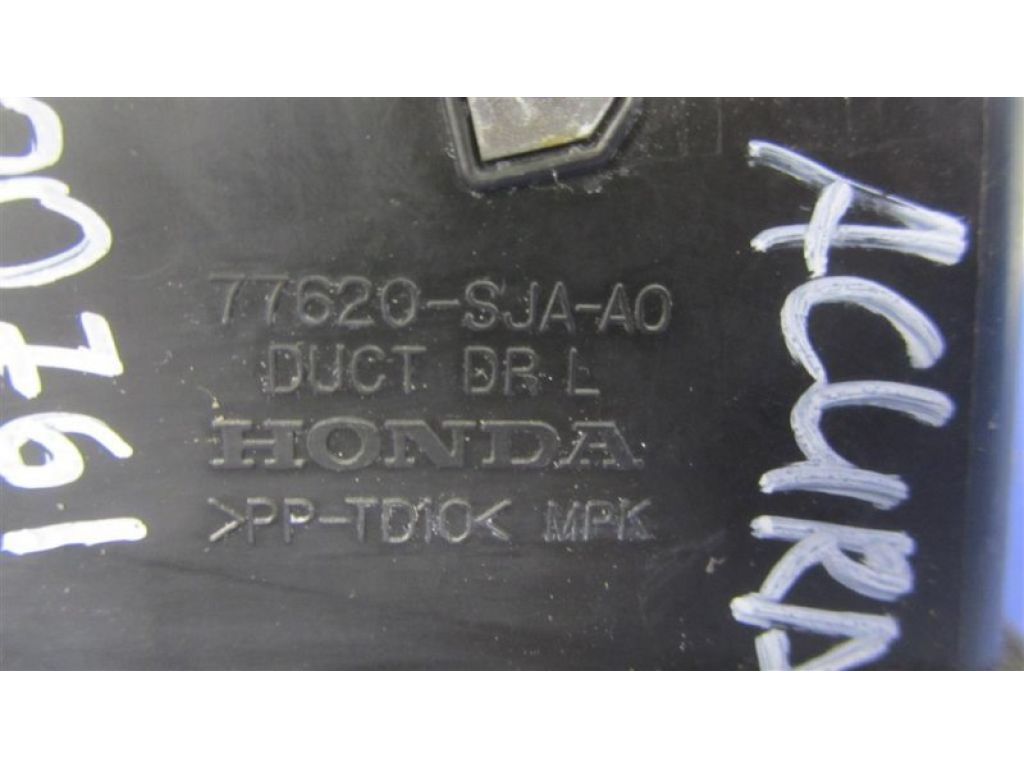 77620-SJA-A0
DUCT DR L
HONDA
>PP-TD10< MPK
ACURA